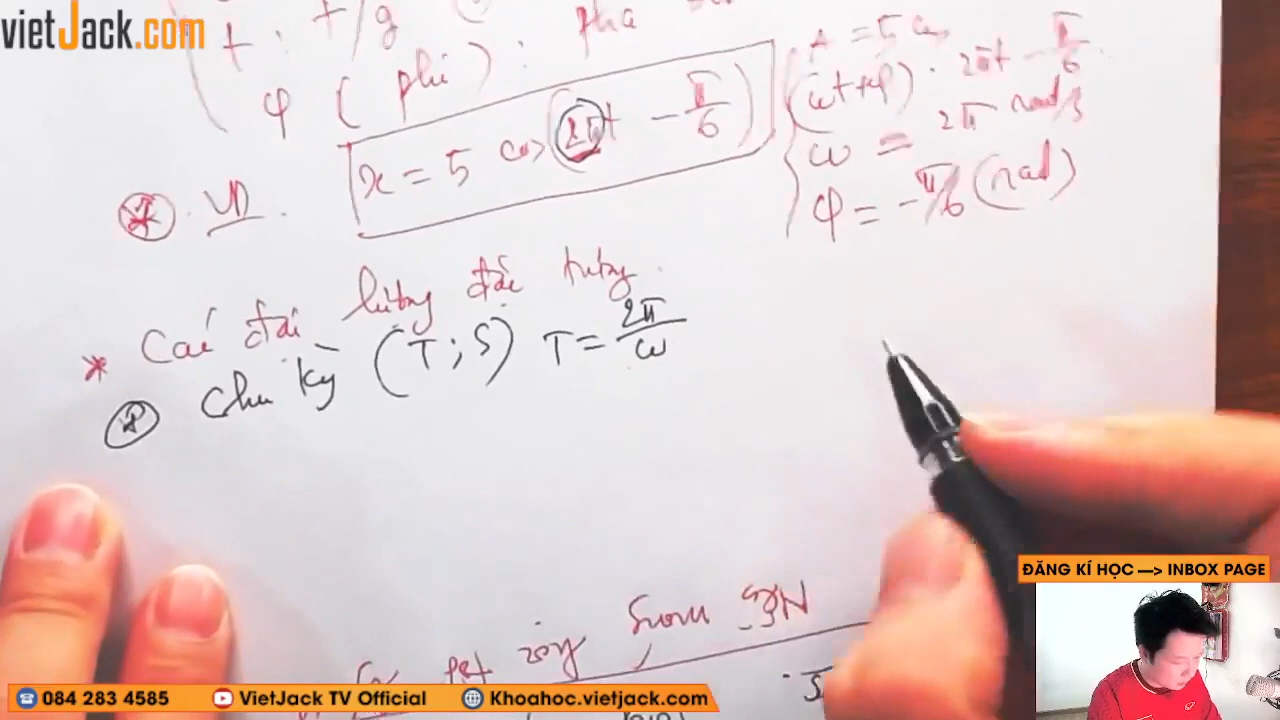 vietJack.com
t : t/g
φ (phi) : pha
VD. x = 5 cos(2πt - π/6)
A = 5 cm
(ωt+φ) . 2πt - π/6
ω = 2π rad/s
φ = -π/6 (rad)
* Các đại lượng đặc trưng.
Chu kỳ (T; s) T = 2π/ω
ĐĂNG KÍ HỌC —> INBOX PAGE
084 283 4585 VietJack TV Official Khoahoc.vietjack.com